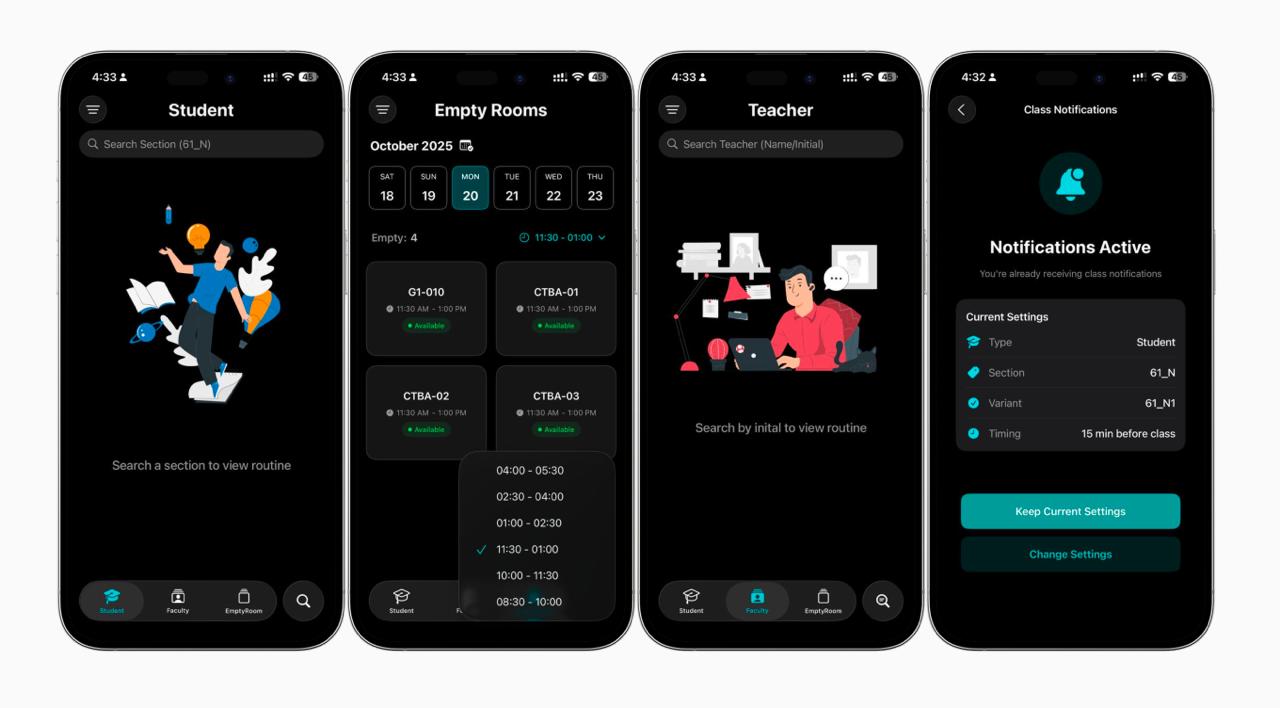 4:33
45
Student
Search Section (61_N)
Search a section to view routine
Student
Faculty
EmptyRoom
4:33
45
Empty Rooms
October 2025
SAT SUN MON TUE WED THU
18 19 20 21 22 23
Empty: 4
11:30 - 01:00
G1-010
11:30 AM - 1:00 PM
Available
CTBA-01
11:30 AM - 1:00 PM
Available
CTBA-02
11:30 AM - 1:00 PM
Available
CTBA-03
11:30 AM - 1:00 PM
Available
04:00 - 05:30
02:30 - 04:00
01:00 - 02:30
11:30 - 01:00
10:00 - 11:30
08:30 - 10:00
Student
4:33
45
Teacher
Search Teacher (Name/Initial)
Search by inital to view routine
Student
Faculty
EmptyRoom
4:32
45
Class Notifications
Notifications Active
You're already receiving class notifications
Current Settings
Type Student
Section 61_N
Variant 61_N1
Timing 15 min before class
Keep Current Settings
Change Settings